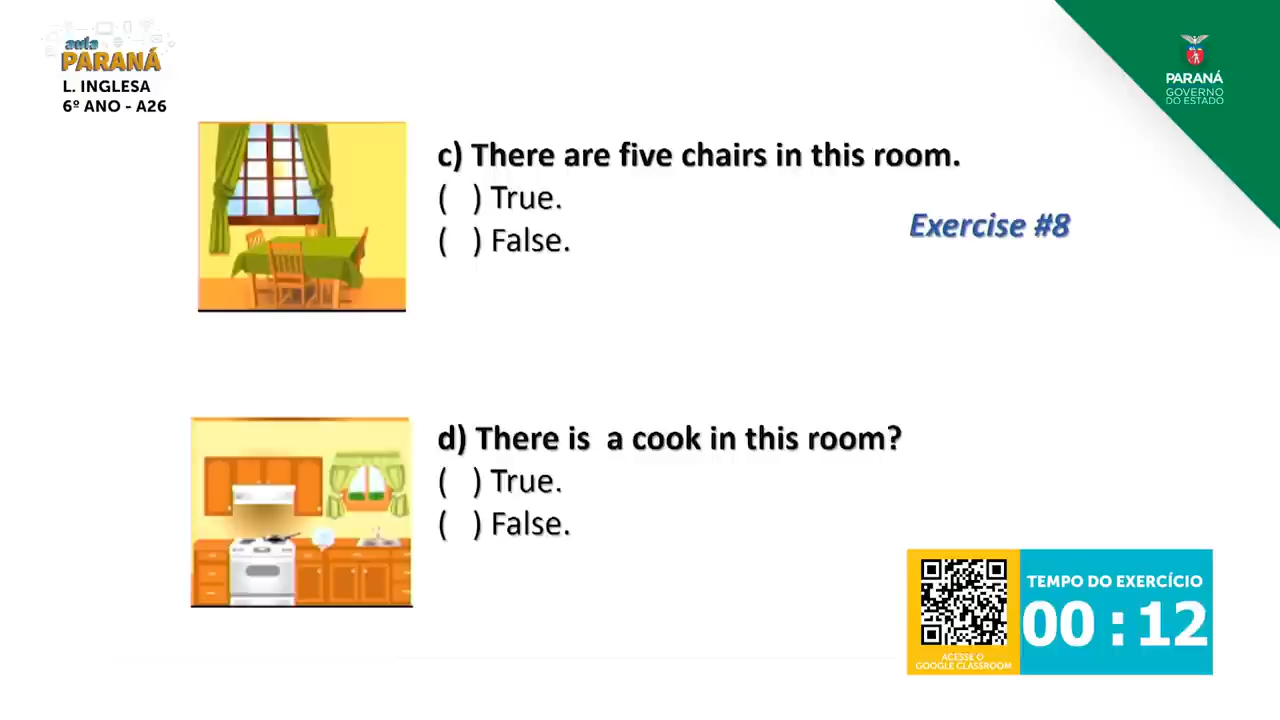 aula
PARANÁ
L. INGLESA
6º ANO - A26
PARANÁ
GOVERNO
DO ESTADO
c) There are five chairs in this room.
( ) True.
( ) False.
Exercise #8
d) There is a cook in this room?
( ) True.
( ) False.
TEMPO DO EXERCÍCIO
00 : 12
ACESSE O
GOOGLE CLASSROOM